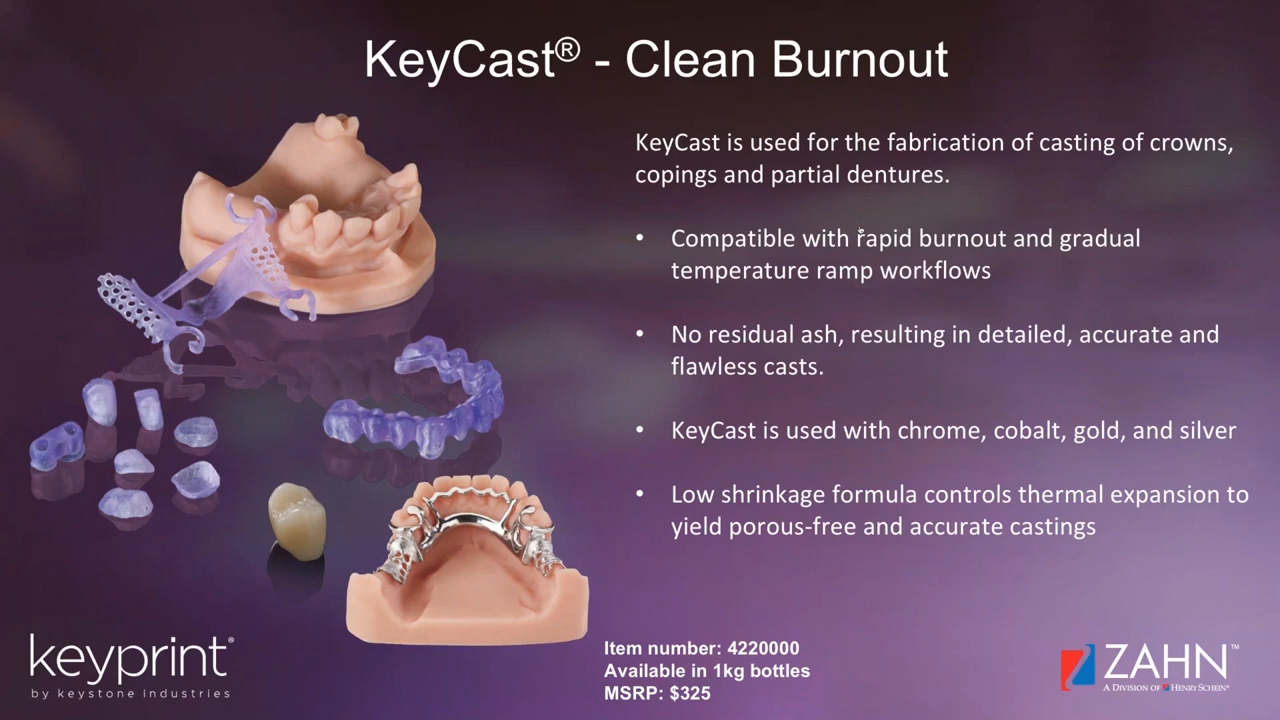 KeyCast® - Clean Burnout
KeyCast is used for the fabrication of casting of crowns,
copings and partial dentures.
• Compatible with rapid burnout and gradual
temperature ramp workflows
• No residual ash, resulting in detailed, accurate and
flawless casts.
• KeyCast is used with chrome, cobalt, gold, and silver
• Low shrinkage formula controls thermal expansion to
yield porous-free and accurate castings
keyprint®
by keystone industries
Item number: 4220000
Available in 1kg bottles
MSRP: $325
ZAHN™
A DIVISION OF HENRY SCHEIN®